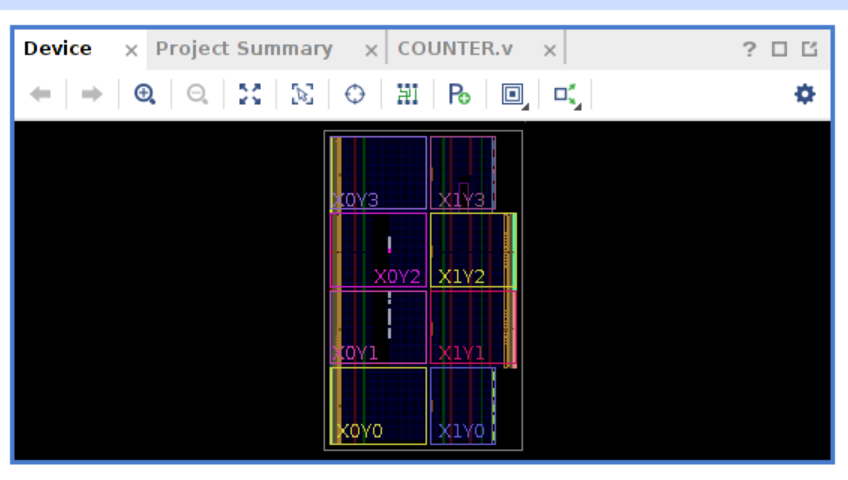 Device × Project Summary × COUNTER.v × ?
X0Y3 X1Y3
X0Y2 X1Y2
X0Y1 X1Y1
X0Y0 X1Y0